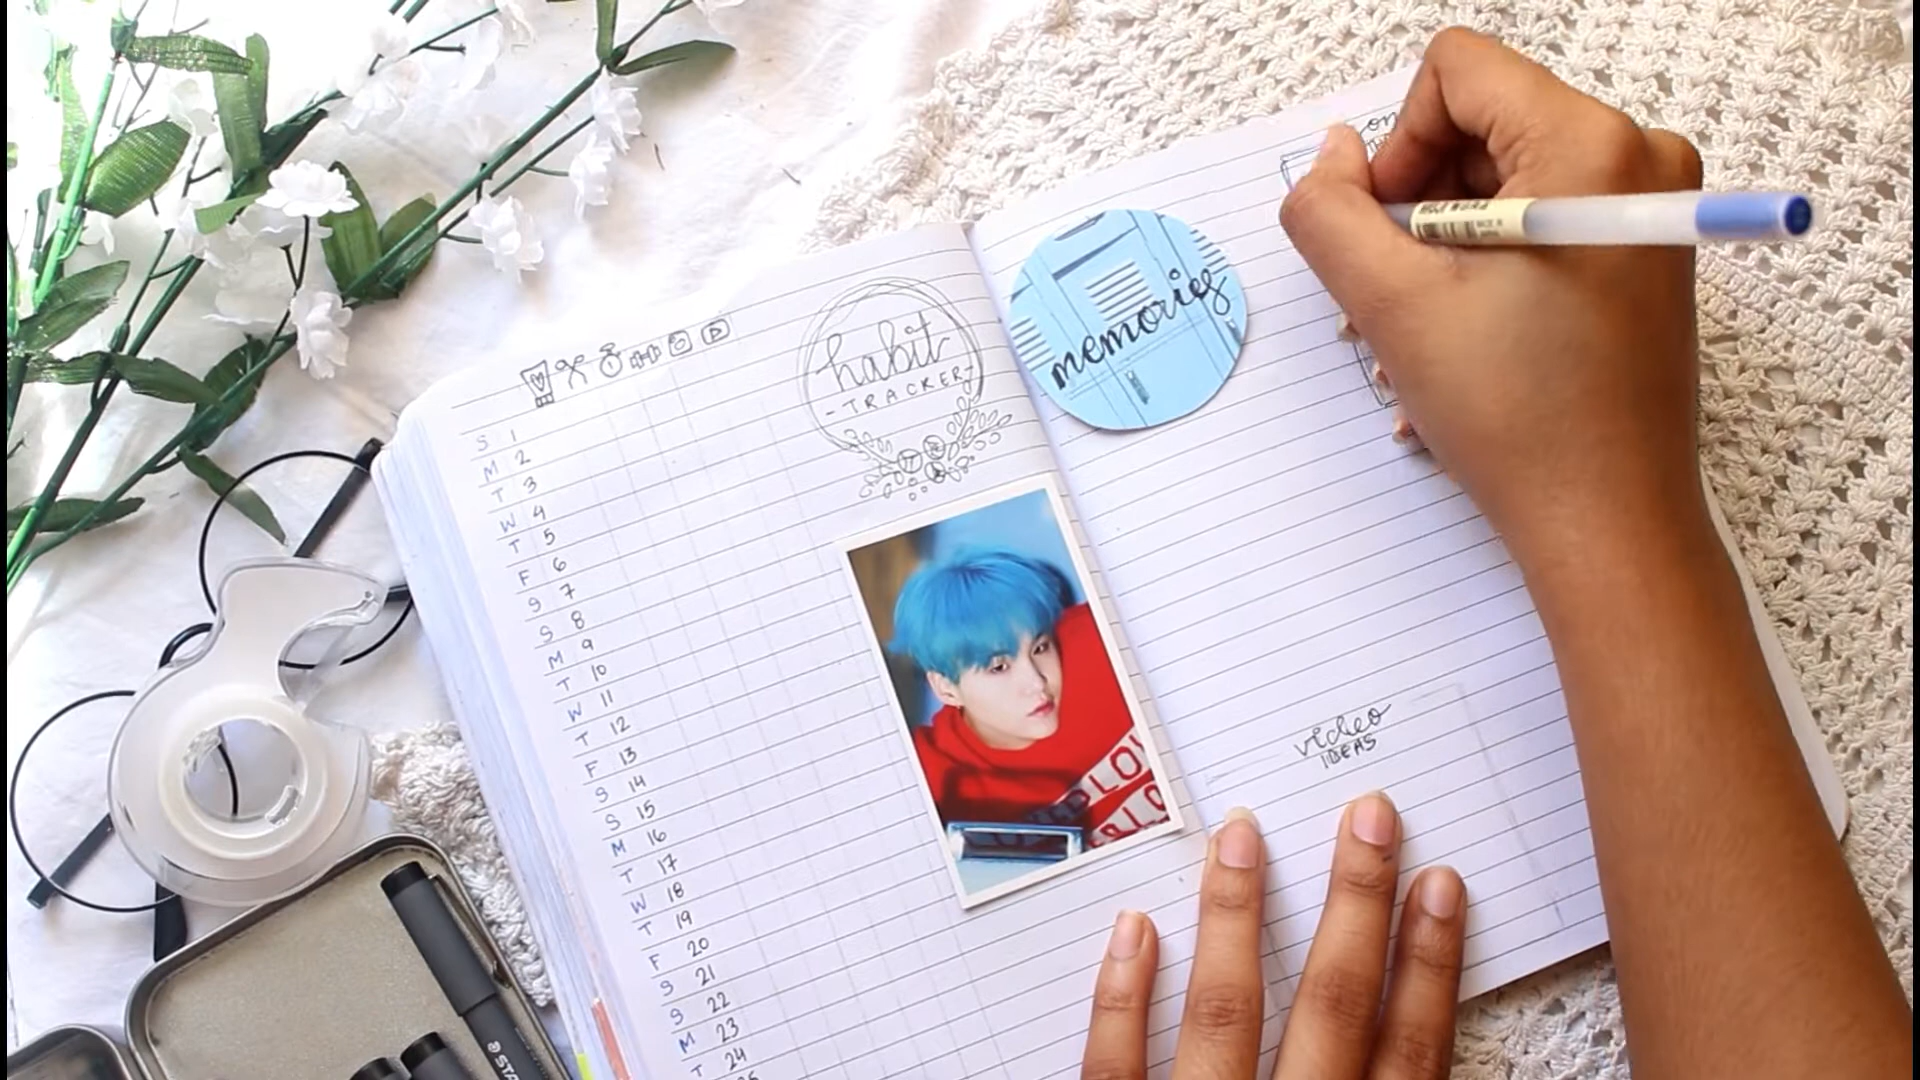 habit
-TRACKER-
S 1
M 2
T 3
W 4
T 5
F 6
S 7
S 8
M 9
T 10
W 11
T 12
F 13
S 14
S 15
M 16
T 17
W 18
T 19
F 20
S 21
S 22
M 23
T 24
memories
on
video
IDEAS